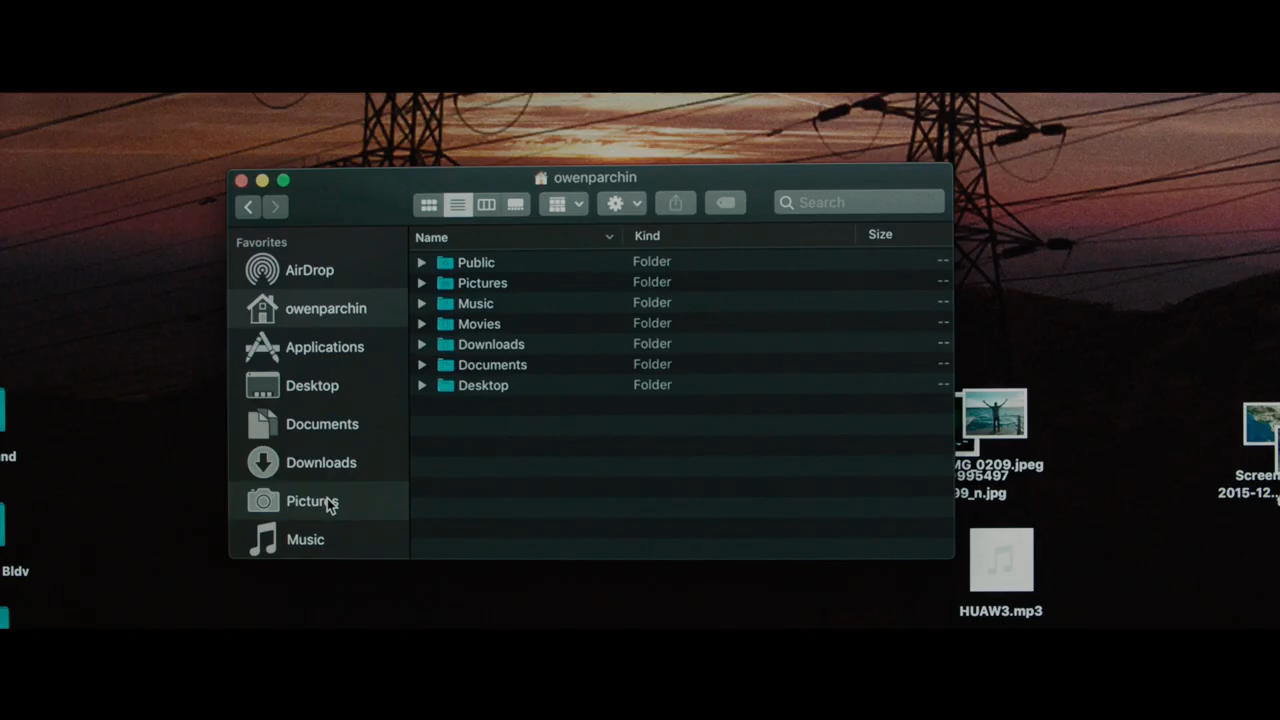 owenparchin
Search
Favorites
AirDrop
owenparchin
Applications
Desktop
Documents
Downloads
Pictures
Music
Name Kind Size
Public Folder --
Pictures Folder --
Music Folder --
Movies Folder --
Downloads Folder --
Documents Folder --
Desktop Folder --
nd
Bldv
MG_0209.jpeg
995497
99_n.jpg
HUAW3.mp3
Screen
2015-12...